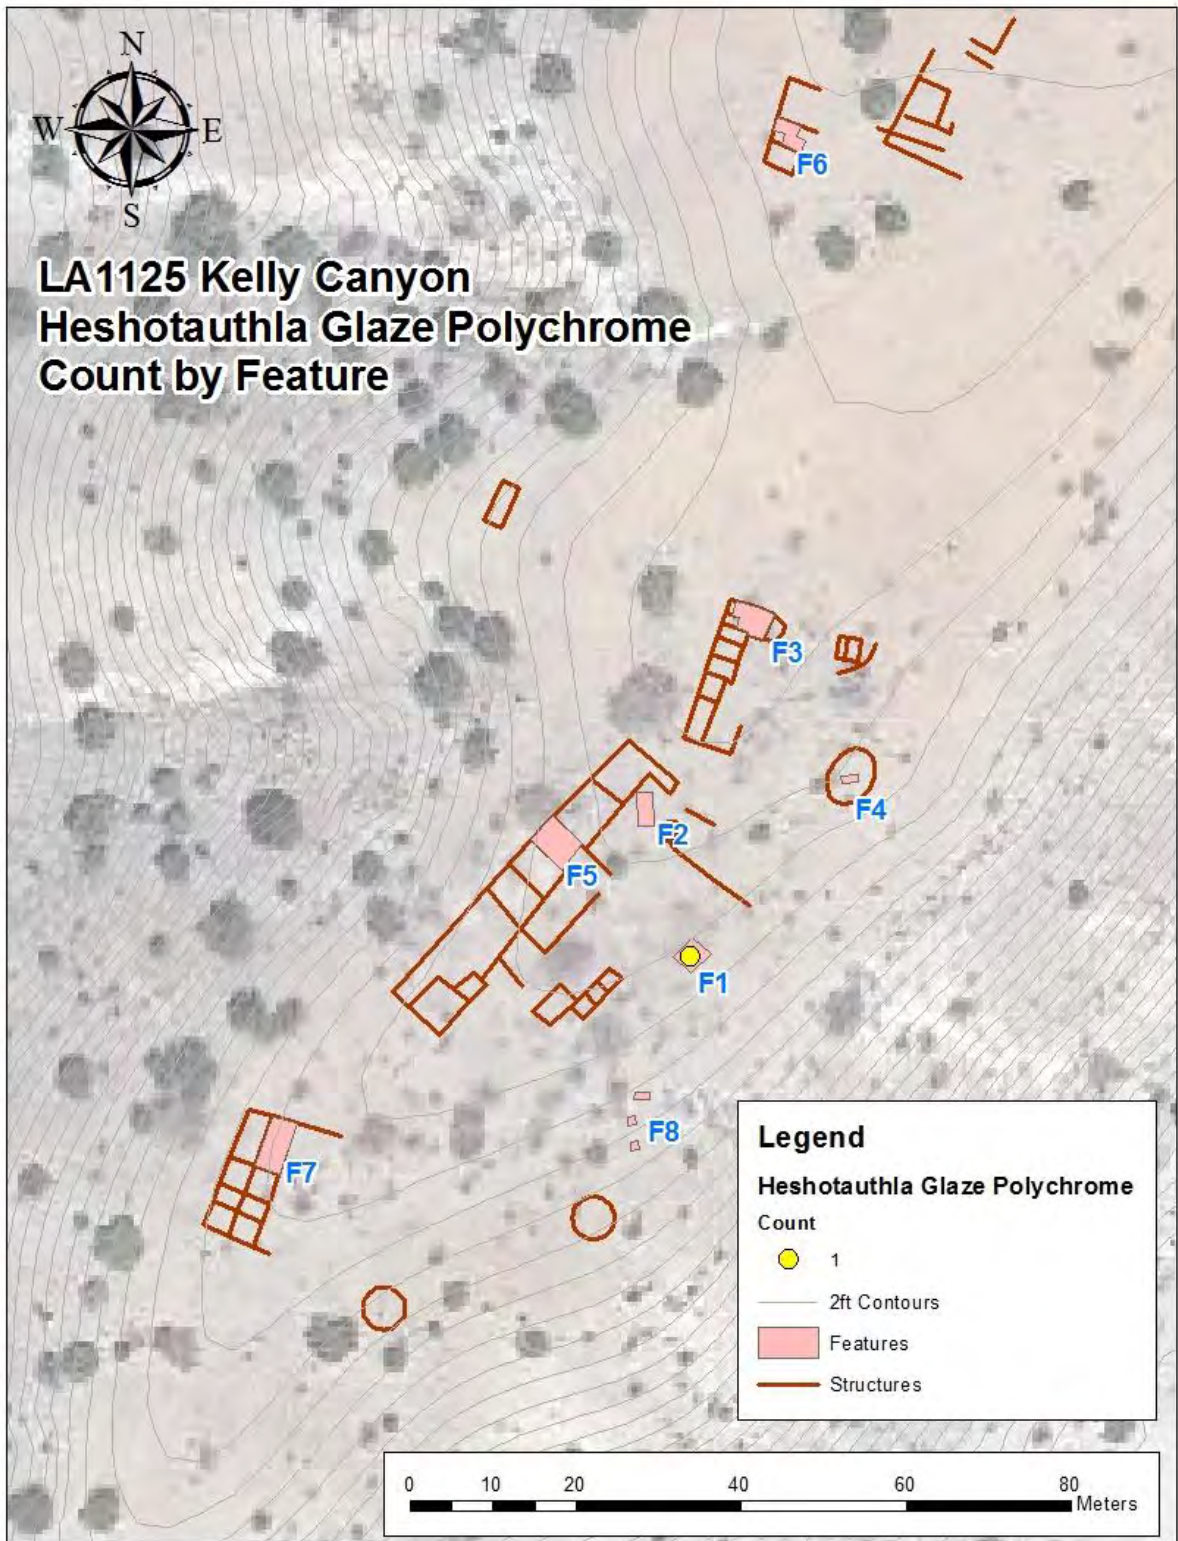 N
W E
S
LA1125 Kelly Canyon
Heshotauthla Glaze Polychrome
Count by Feature
F6
F3
F4
F2
F5
F1
F8
F7
Legend
Heshotauthla Glaze Polychrome
Count
1
2ft Contours
Features
Structures
0 10 20 40 60 80
Meters